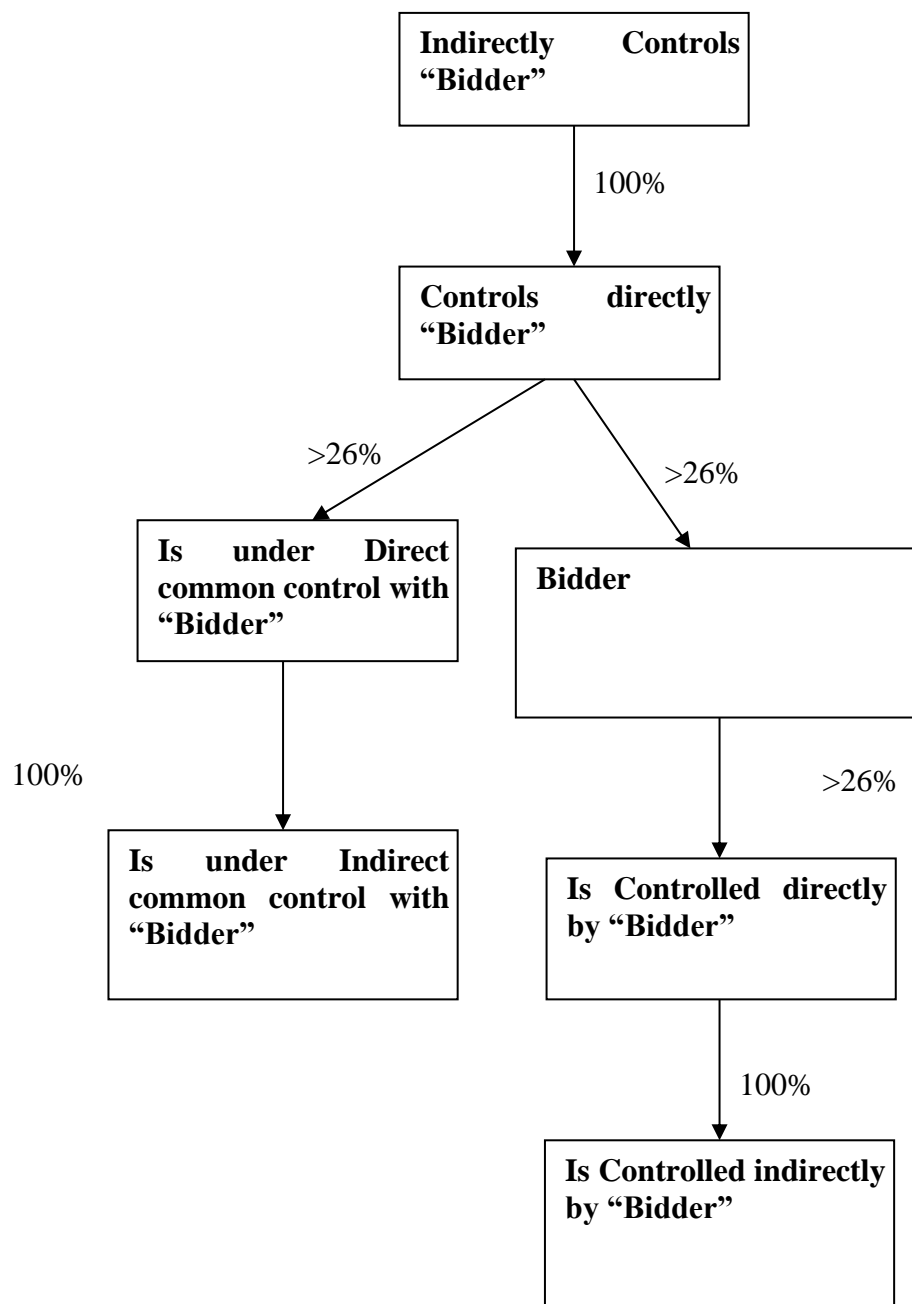 Indirectly Controls
“Bidder”
100%
Controls directly
“Bidder”
>26%
>26%
Is under Direct
common control with
“Bidder”
Bidder
100%
>26%
Is under Indirect
common control with
“Bidder”
Is Controlled directly
by “Bidder”
100%
Is Controlled indirectly
by “Bidder”